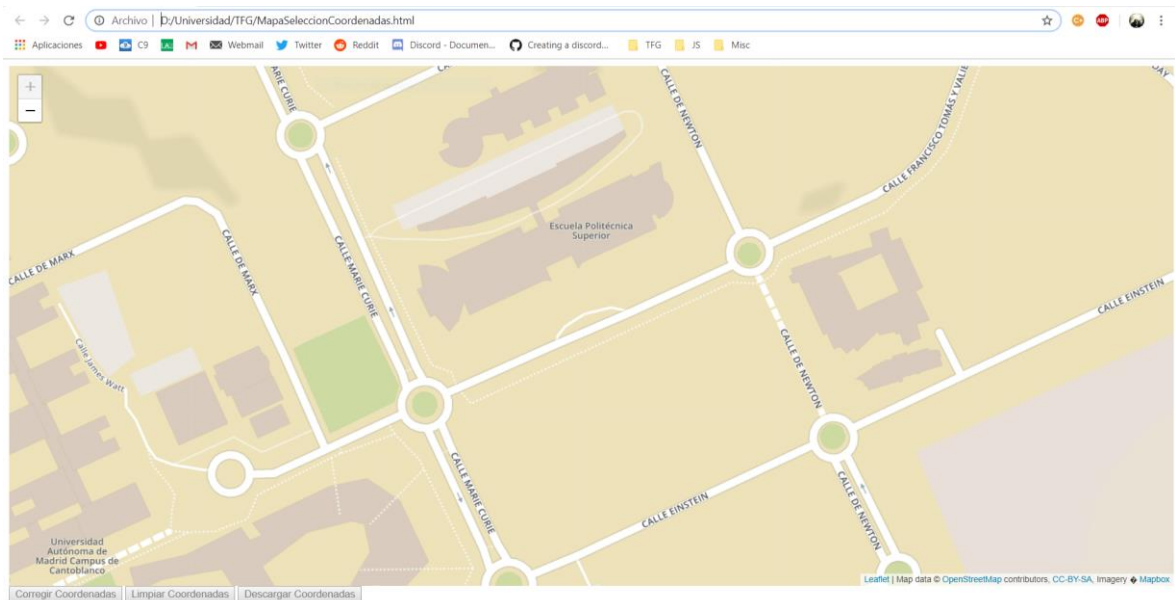 Archivo | D:/Universidad/TFG/MapaSeleccionCoordenadas.html
ABP
Aplicaciones C9 Webmail Twitter Reddit Discord - Documen... Creating a discord... TFG JS Misc
+
−
MARIE CURIE
CALLE DE NEWTON
CALLE FRANCISCO TOMÁS Y VALIE
Escuela Politécnica
Superior
CALLE DE MARX
CALLE DE MARX
CALLE MARIE CURIE
CALLE EINSTEIN
Calle James Watt
CALLE DE NEWTON
CALLE MARIE CURIE
CALLE EINSTEIN
CALLE DE NEWTON
Universidad
Autónoma de
Madrid Campus de
Cantoblanco
Leaflet | Map data © OpenStreetMap contributors, CC-BY-SA, Imagery � Mapbox
Corregir Coordenadas Limpiar Coordenadas Descargar Coordenadas